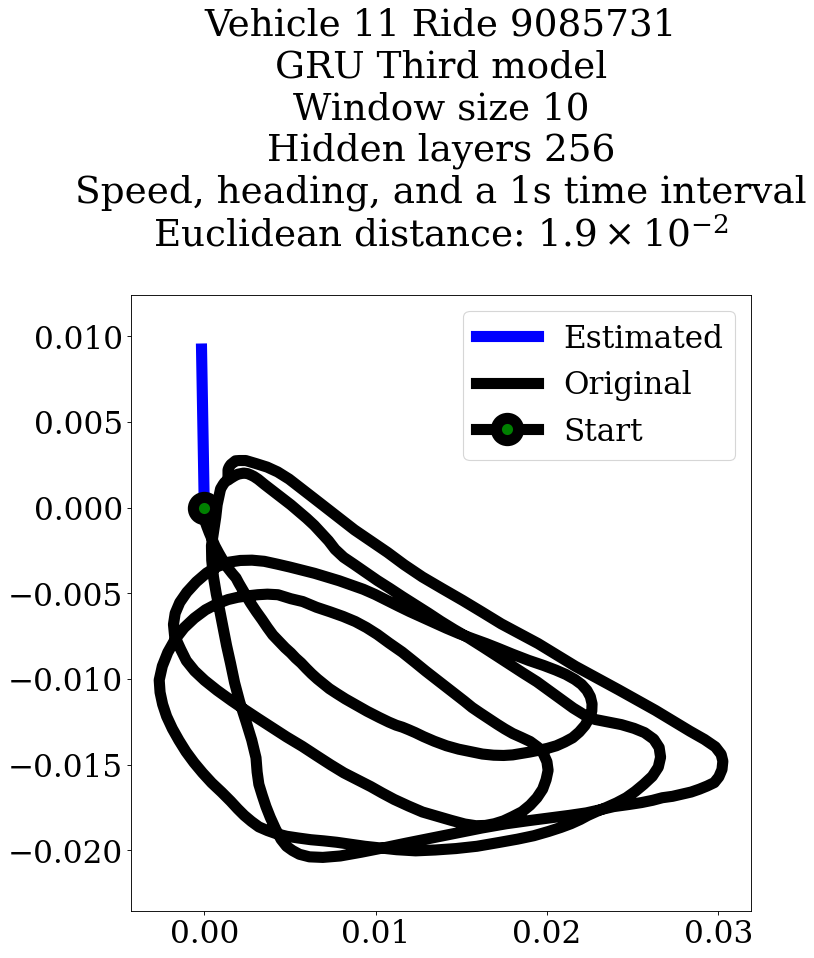 Vehicle 11 Ride 9085731
GRU Third model
Window size 10
Hidden layers 256
Speed, heading, and a 1s time interval
Euclidean distance: 1.9 × 10⁻²
Estimated
Original
Start
0.010
0.005
0.000
−0.005
−0.010
−0.015
−0.020
0.00 0.01 0.02 0.03